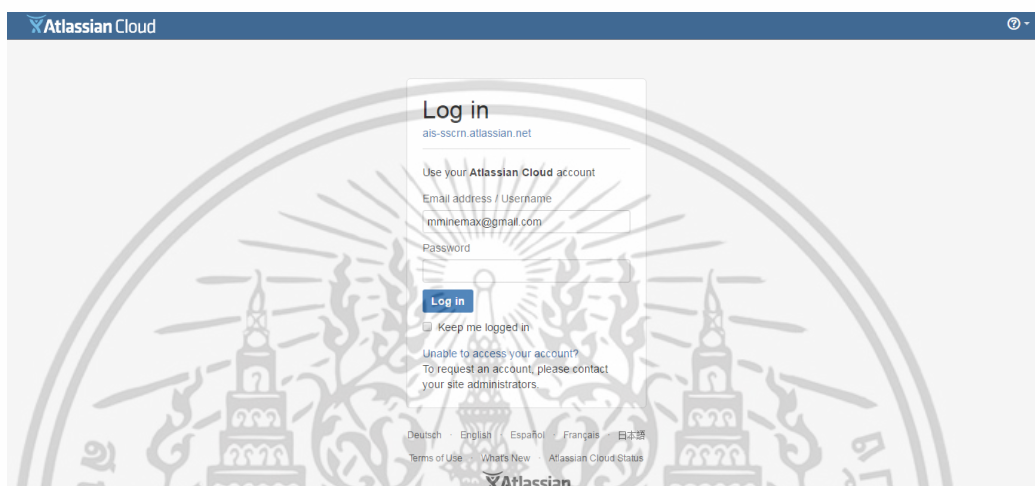 Atlassian Cloud
Log in
ais-sscrn.atlassian.net
Use your Atlassian Cloud account
Email address / Username
mminemax@gmail.com
Password
Log in
Keep me logged in
Unable to access your account?
To request an account, please contact
your site administrators.
Deutsch · English · Español · Français · 日本語
Terms of Use · What's New · Atlassian Cloud Status
Atlassian